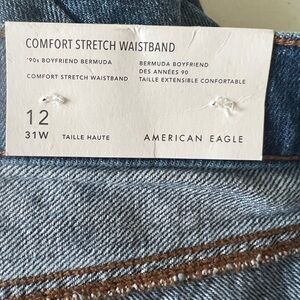 COMFORT STRETCH WAISTBAND
'90s BOYFRIEND BERMUDA
COMFORT STRETCH WAISTBAND
BERMUDA BOYFRIEND
DES ANNÉES 90
TAILLE EXTENSIBLE CONFORTABLE
12
31W TAILLE HAUTE AMERICAN EAGLE